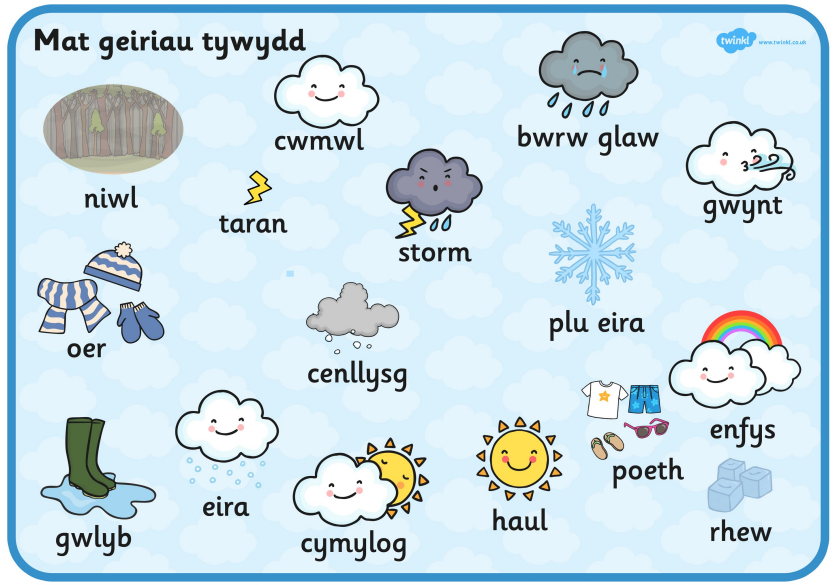 Mat geiriau tywydd
twinkl www.twinkl.co.uk
cwmwl
bwrw glaw
niwl
taran
storm
gwynt
oer
cenllysg
plu eira
enfys
gwlyb
eira
cymylog
haul
poeth
rhew